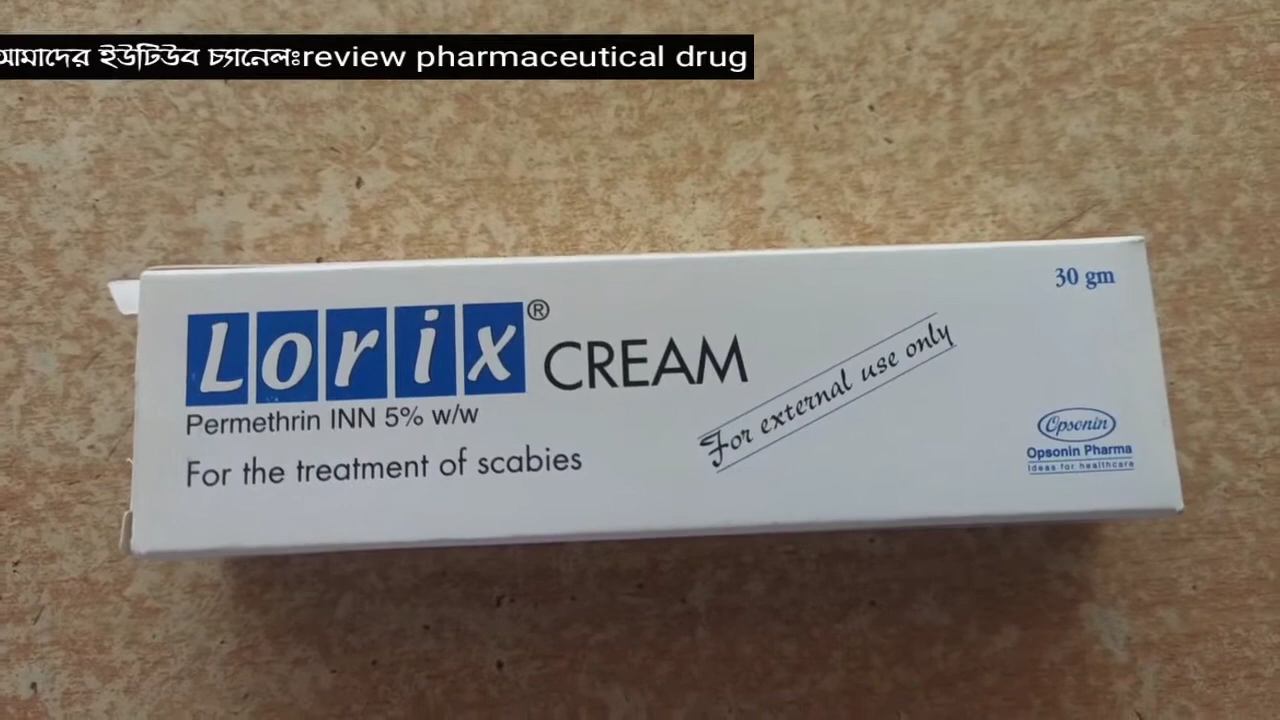 আমাদের ইউটিউব চ্যানেলঃreview pharmaceutical drug
30 gm
Lorix® CREAM
Permethrin INN 5% w/w
For the treatment of scabies
For external use only
Opsonin
Opsonin Pharma
Ideas for healthcare